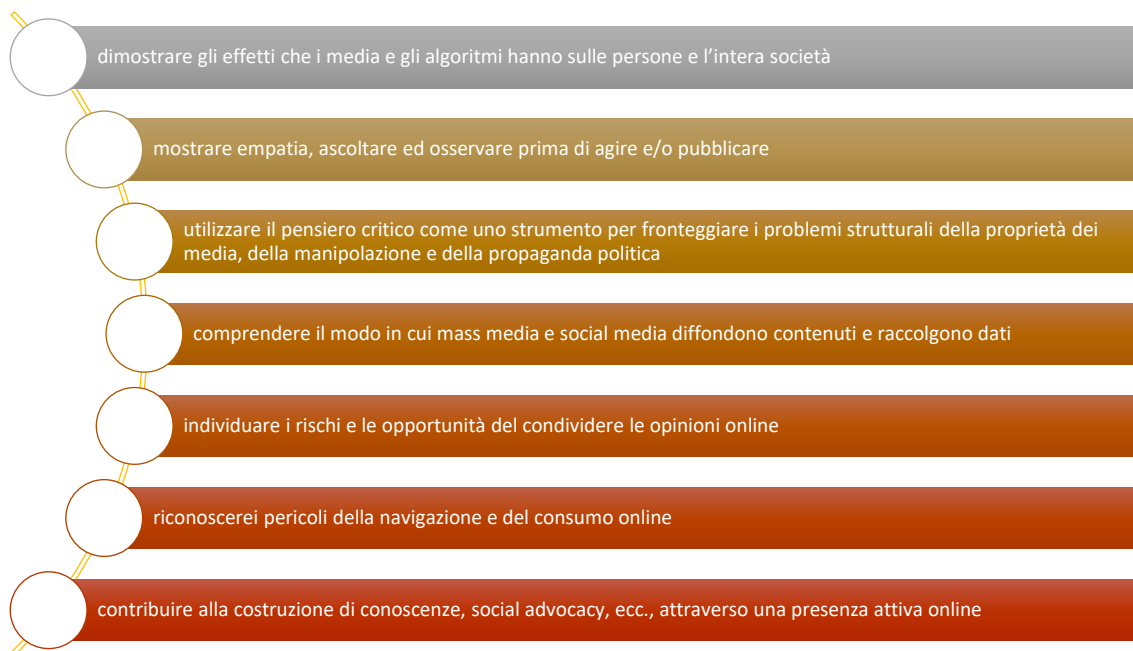 dimostrare gli effetti che i media e gli algoritmi hanno sulle persone e l’intera società
mostrare empatia, ascoltare ed osservare prima di agire e/o pubblicare
utilizzare il pensiero critico come uno strumento per fronteggiare i problemi strutturali della proprietà dei
media, della manipolazione e della propaganda politica
comprendere il modo in cui mass media e social media diffondono contenuti e raccolgono dati
individuare i rischi e le opportunità del condividere le opinioni online
riconoscerei pericoli della navigazione e del consumo online
contribuire alla costruzione di conoscenze, social advocacy, ecc., attraverso una presenza attiva online